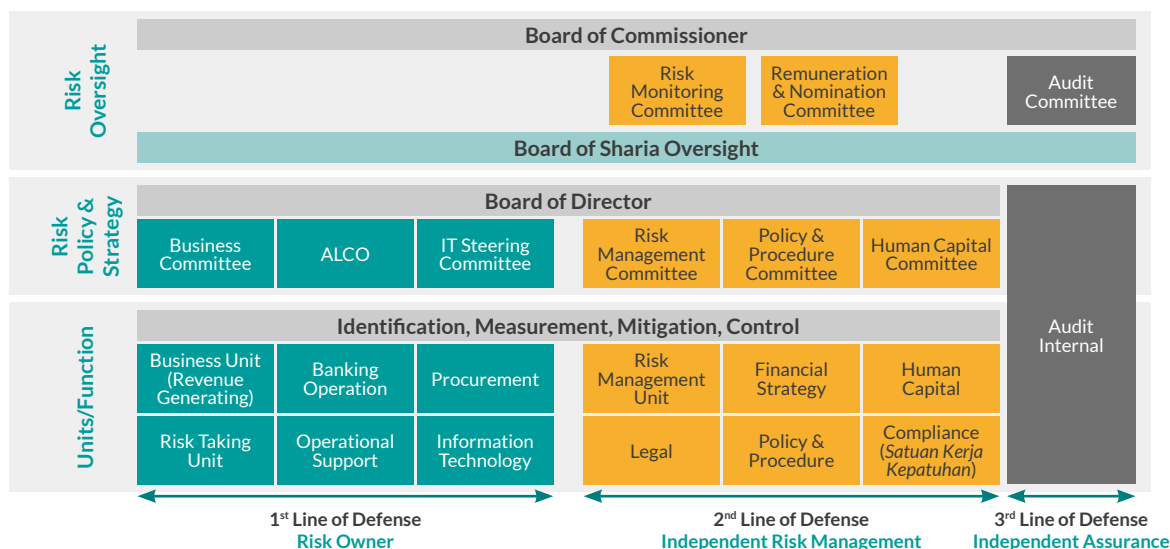 Risk
Oversight
Board of Commissioner
Risk
Monitoring
Committee
Remuneration
& Nomination
Committee
Audit
Committee
Board of Sharia Oversight
Risk
Policy &
Strategy
Board of Director
Business
Committee
ALCO
IT Steering
Committee
Risk
Management
Committee
Policy &
Procedure
Committee
Human Capital
Committee
Audit
Internal
Units/Function
Identification, Measurement, Mitigation, Control
Business Unit
(Revenue
Generating)
Banking
Operation
Procurement
Risk
Management
Unit
Financial
Strategy
Human
Capital
Risk Taking
Unit
Operational
Support
Information
Technology
Legal
Policy &
Procedure
Compliance
(Satuan Kerja
Kepatuhan)
1st Line of Defense
Risk Owner
2nd Line of Defense
Independent Risk Management
3rd Line of Defense
Independent Assurance